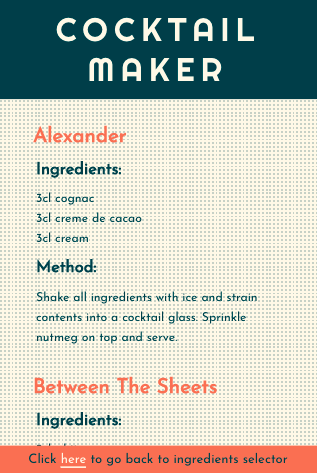 COCKTAIL
MAKER
Alexander
Ingredients:
3cl cognac
3cl creme de cacao
3cl cream
Method:
Shake all ingredients with ice and strain
contents into a cocktail glass. Sprinkle
nutmeg on top and serve.
Between The Sheets
Ingredients:
Click here to go back to ingredients selector